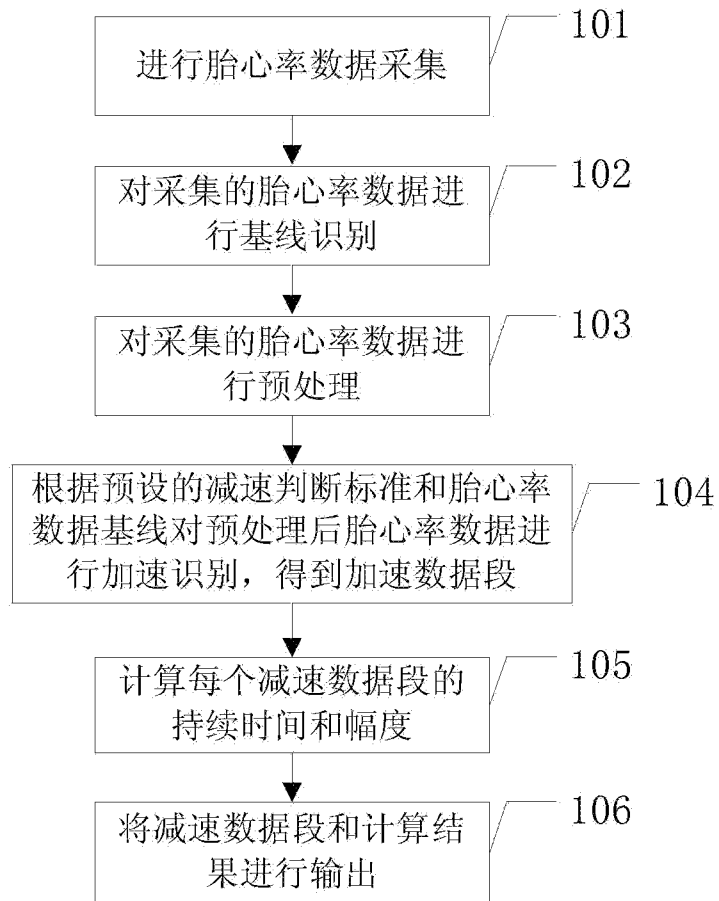 101
进行胎心率数据采集
102
对采集的胎心率数据进
行基线识别
103
对采集的胎心率数据进
行预处理
104
根据预设的减速判断标准和胎心率
数据基线对预处理后胎心率数据进
行加速识别，得到加速数据段
105
计算每个减速数据段的
持续时间和幅度
106
将减速数据段和计算结
果进行输出